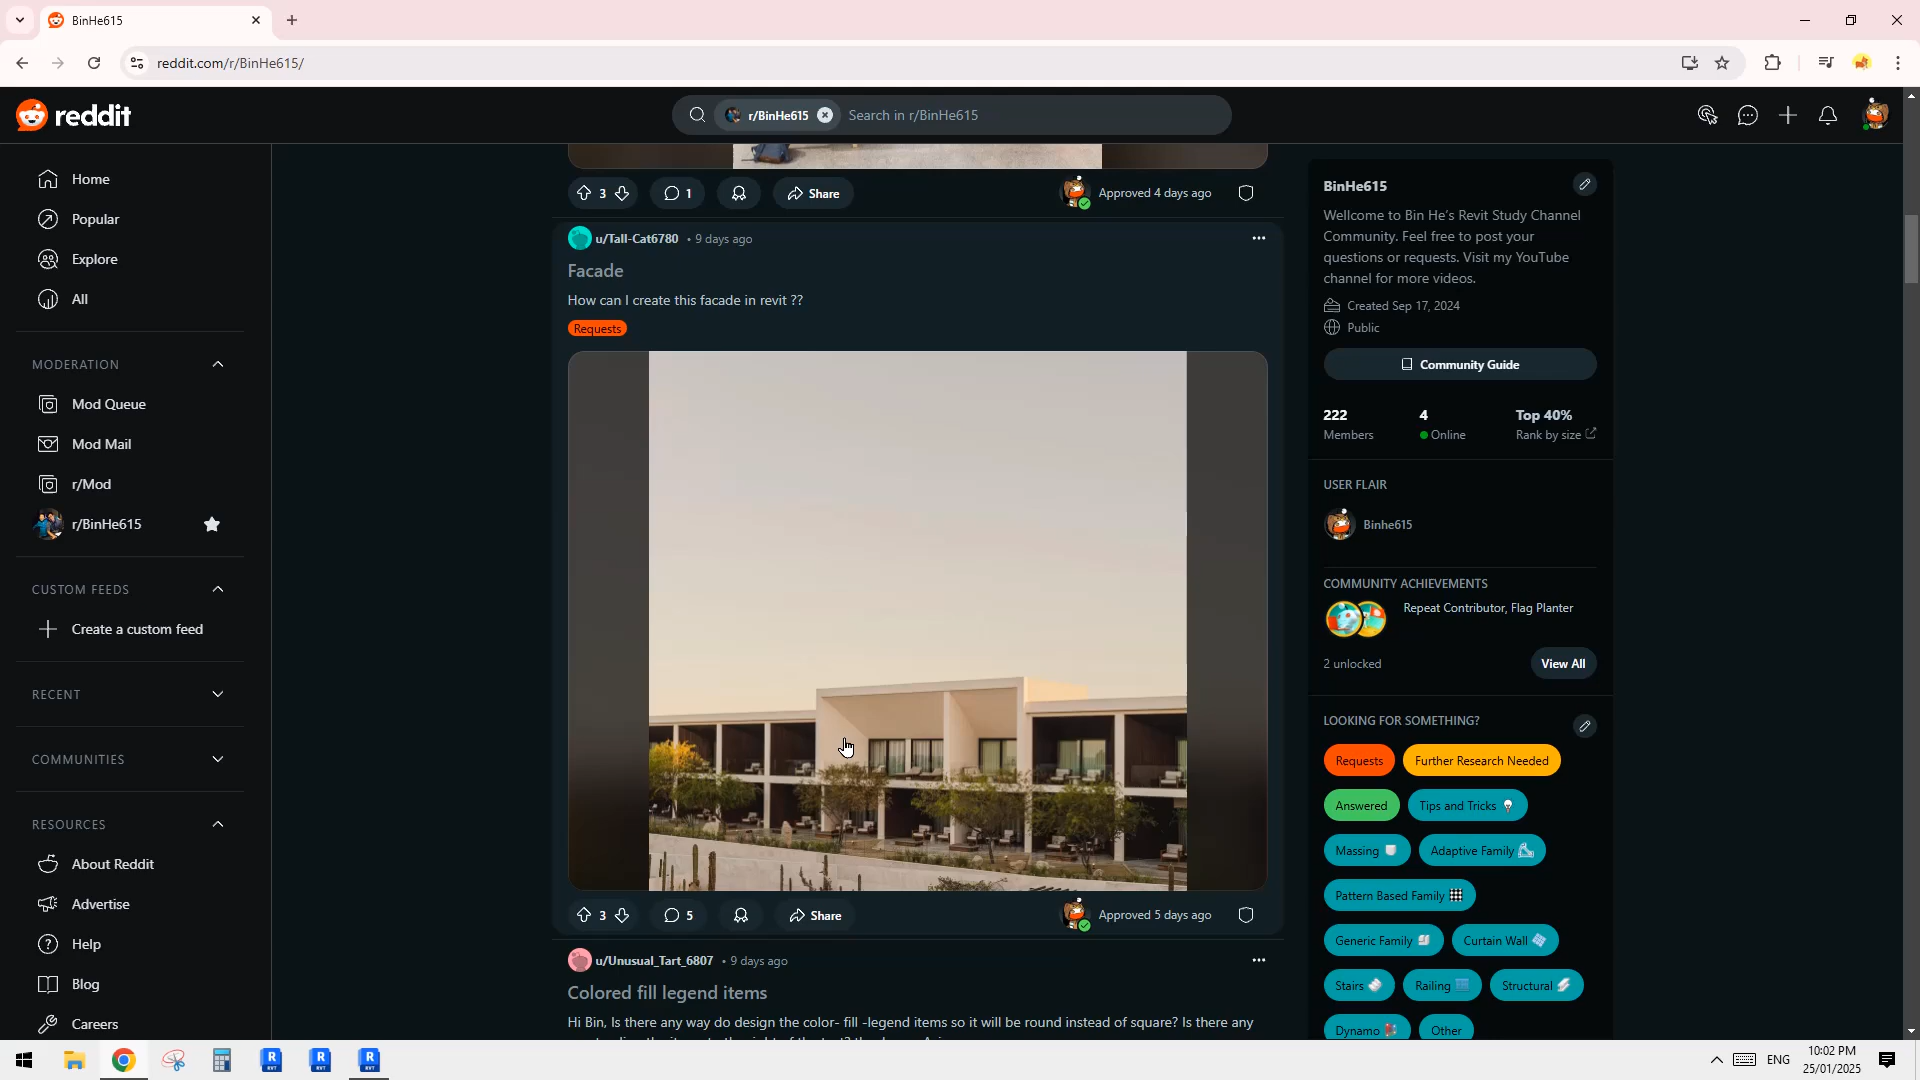 BinHe615
reddit.com/r/BinHe615/
reddit
r/BinHe615
Search in r/BinHe615
Home
Popular
Explore
All
MODERATION
Mod Queue
Mod Mail
r/Mod
r/BinHe615
CUSTOM FEEDS
Create a custom feed
RECENT
COMMUNITIES
RESOURCES
About Reddit
Advertise
Help
Blog
Careers
3
1
Share
Approved 4 days ago
u/Tall-Cat6780 • 9 days ago
Facade
How can I create this facade in revit ??
Requests
3
5
Share
Approved 5 days ago
u/Unusual_Tart_6807 • 9 days ago
Colored fill legend items
Hi Bin, Is there any way do design the color- fill -legend items so it will be round instead of square? Is there any
BinHe615
Wellcome to Bin He's Revit Study Channel
Community. Feel free to post your
questions or requests. Visit my YouTube
channel for more videos.
Created Sep 17, 2024
Public
Community Guide
222 4 Top 40%
Members Online Rank by size
USER FLAIR
Binhe615
COMMUNITY ACHIEVEMENTS
Repeat Contributor, Flag Planter
2 unlocked
View All
LOOKING FOR SOMETHING?
Requests Further Research Needed
Answered Tips and Tricks
Massing Adaptive Family
Pattern Based Family
Generic Family Curtain Wall
Stairs Railing Structural
Dynamo Other
ENG
10:02 PM
25/01/2025